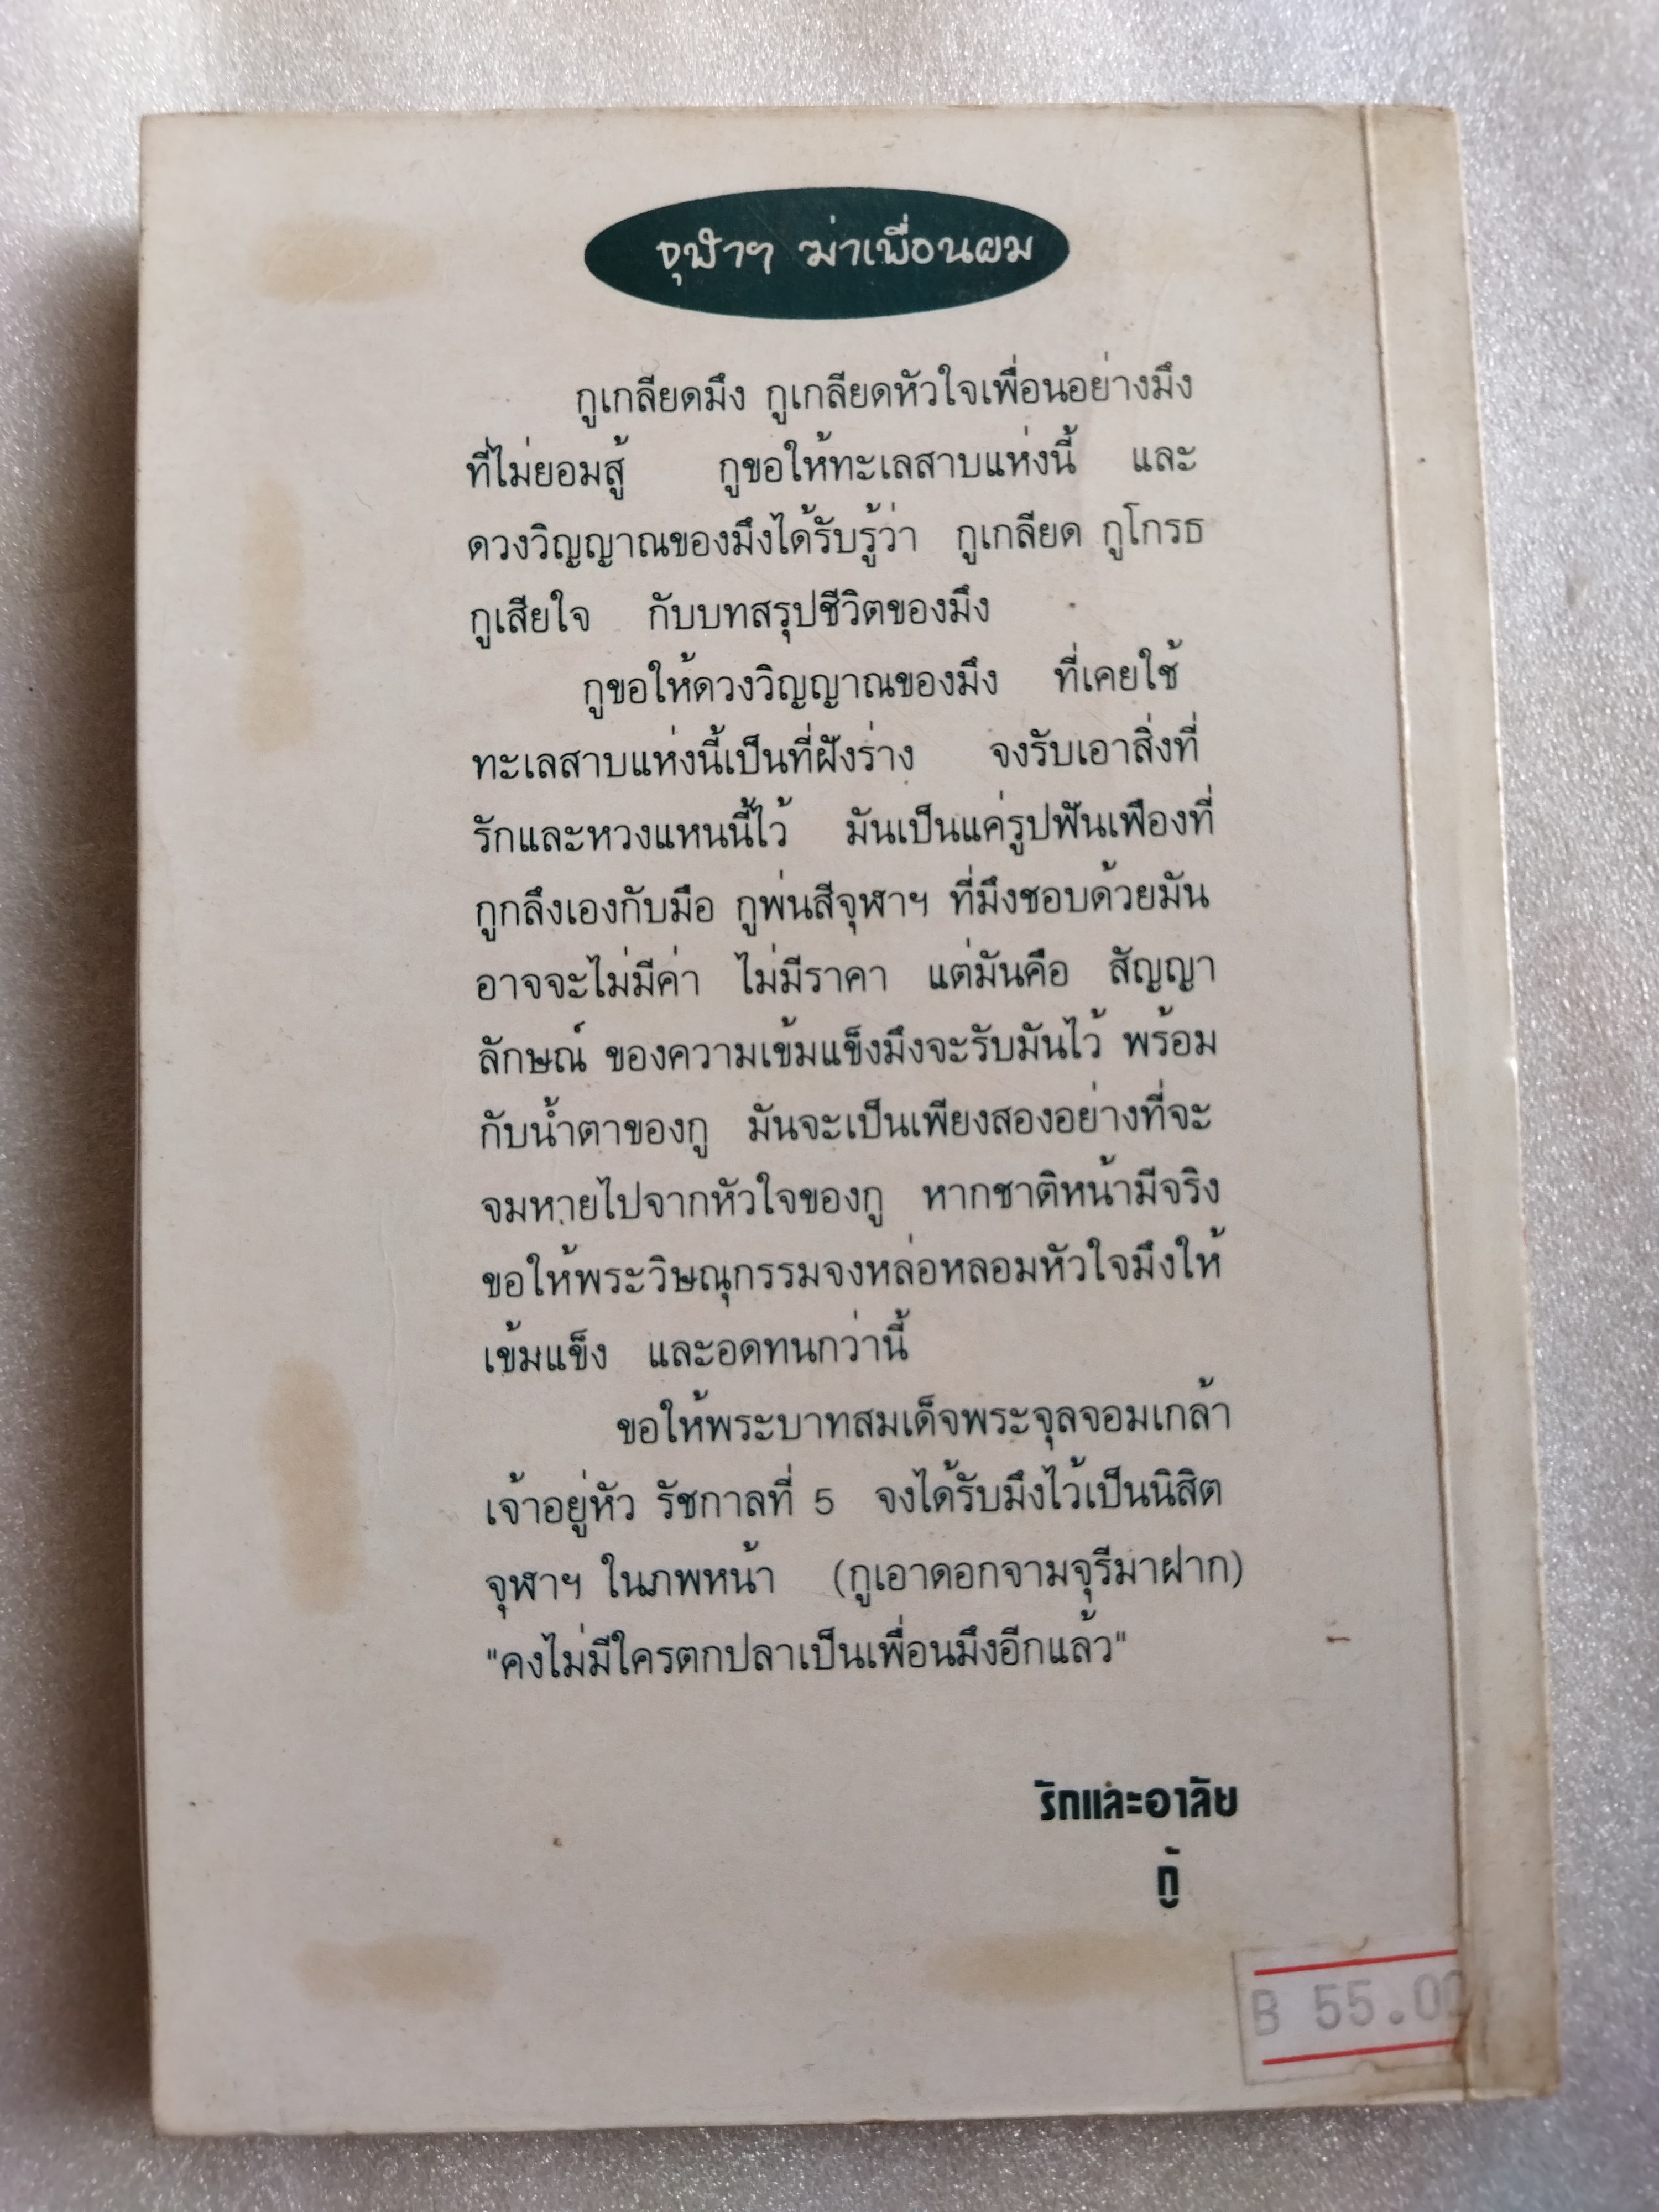 จุฬาฯ ฆ่าเพื่อนผม
กูเกลียดมึง กูเกลียดหัวใจเพื่อนอย่างมึง
ที่ไม่ยอมสู้ กูขอให้ทะเลสาบแห่งนี้ และ
ดวงวิญญาณของมึงได้รับรู้ว่า กูเกลียด กูโกรธ
กูเสียใจ กับบทสรุปชีวิตของมึง
กูขอให้ดวงวิญญาณของมึง ที่เคยใช้
ทะเลสาบแห่งนี้เป็นที่ฝังร่าง จงรับเอาสิ่งที่
รักและหวงแหนนี้ไว้ มันเป็นแค่รูปฟันเฟืองที่
กูกลึงเองกับมือ กูพ่นสีจุฬาฯ ที่มึงชอบด้วยมัน
อาจจะไม่มีค่า ไม่มีราคา แต่มันคือ สัญญา
ลักษณ์ ของความเข้มแข็งมึงจะรับมันไว้ พร้อม
กับน้ำตาของกู มันจะเป็นเพียงสองอย่างที่จะ
จมหายไปจากหัวใจของกู หากชาติหน้ามีจริง
ขอให้พระวิษณุกรรมจงหล่อหลอมหัวใจมึงให้
เข้มแข็ง และอดทนกว่านี้
ขอให้พระบาทสมเด็จพระจุลจอมเกล้า
เจ้าอยู่หัว รัชกาลที่ 5 จงได้รับมึงไว้เป็นนิสิต
จุฬาฯ ในภพหน้า (กูเอาดอกจามจุรีมาฝาก)
"คงไม่มีใครตกปลาเป็นเพื่อนมึงอีกแล้ว"
รักและอาลัย
กู้
B 55.00